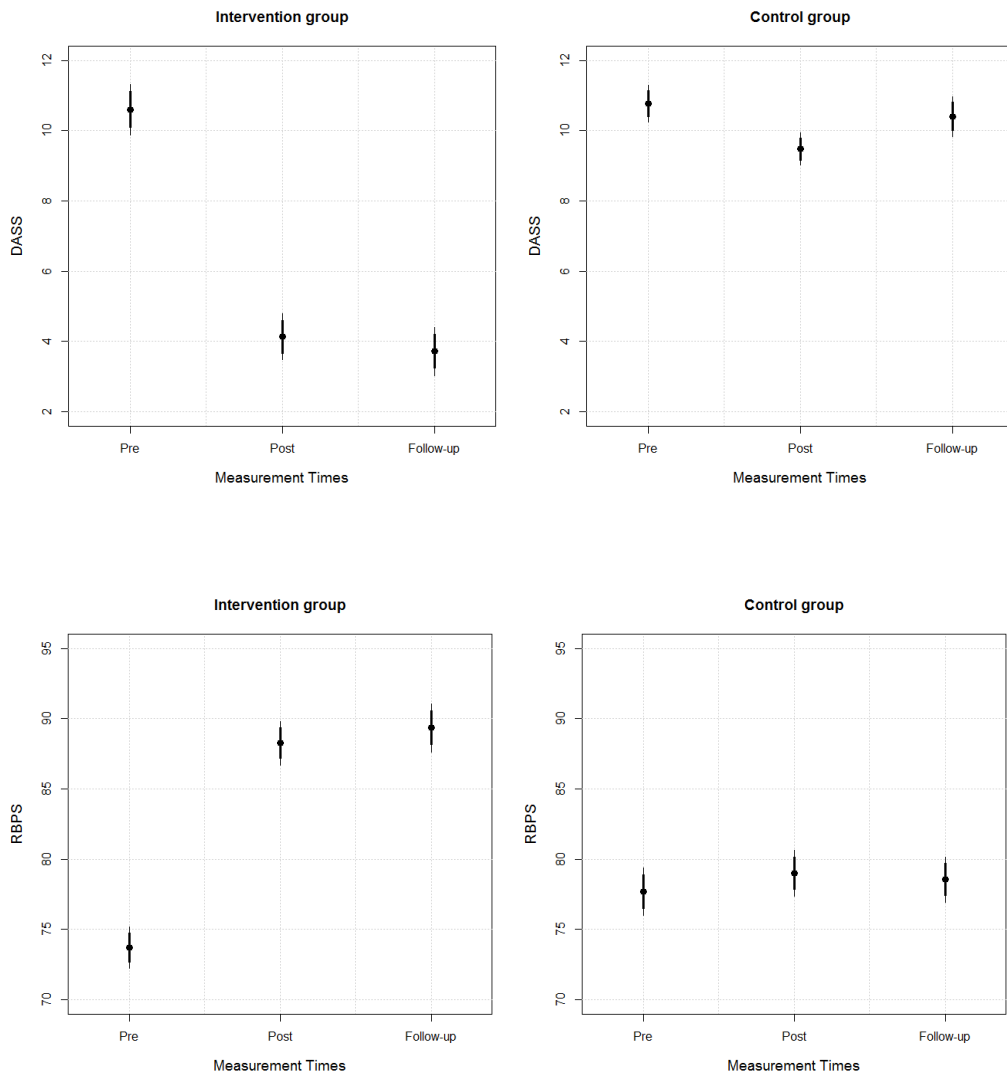 Intervention group
12
10
8
6
4
2
DASS
Pre Post Follow-up
Measurement Times
Control group
12
10
8
6
4
2
DASS
Pre Post Follow-up
Measurement Times
Intervention group
95
90
85
80
75
70
RBPS
Pre Post Follow-up
Measurement Times
Control group
95
90
85
80
75
70
RBPS
Pre Post Follow-up
Measurement Times